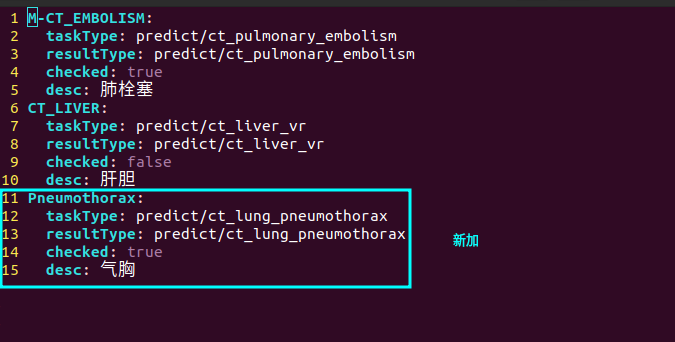 1 M-CT_EMBOLISM:
2 taskType: predict/ct_pulmonary_embolism
3 resultType: predict/ct_pulmonary_embolism
4 checked: true
5 desc: 肺栓塞
6 CT_LIVER:
7 taskType: predict/ct_liver_vr
8 resultType: predict/ct_liver_vr
9 checked: false
10 desc: 肝胆
11 Pneumothorax:
12 taskType: predict/ct_lung_pneumothorax
13 resultType: predict/ct_lung_pneumothorax
新加
14 checked: true
15 desc: 气胸